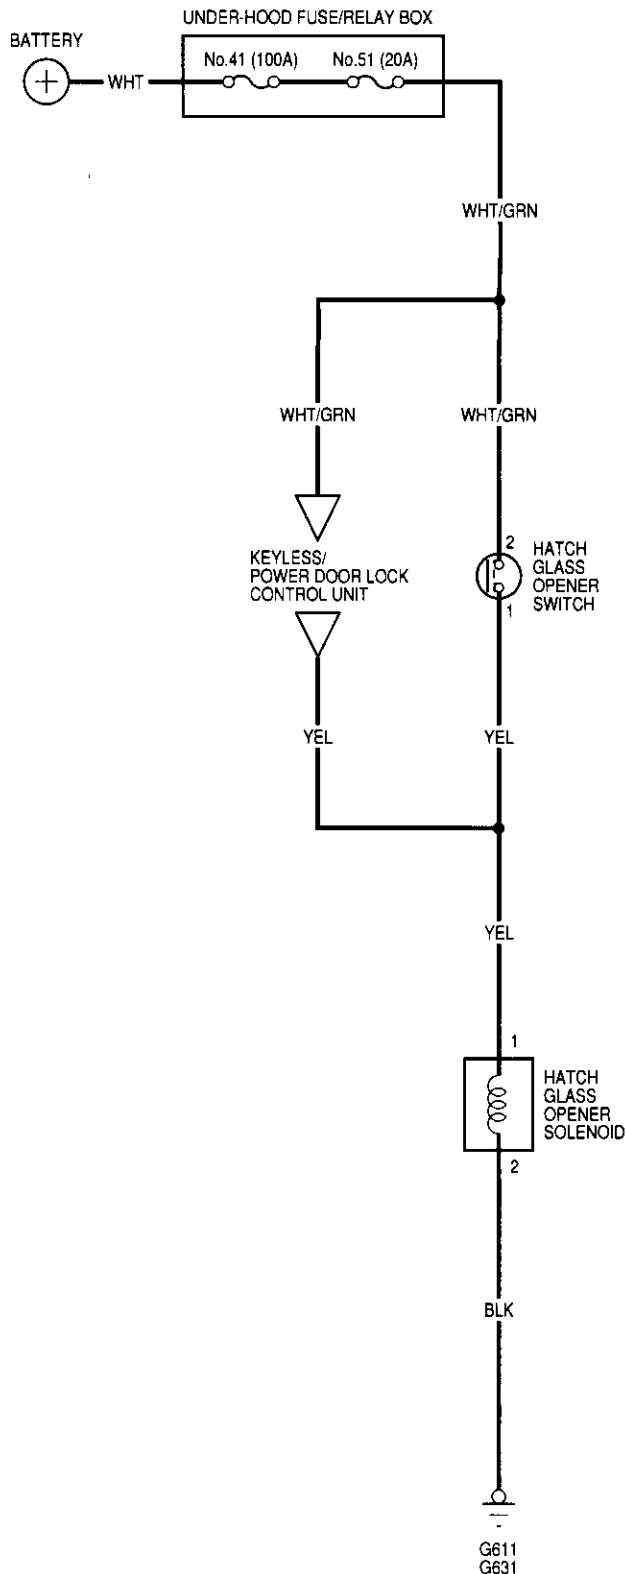 UNDER-HOOD FUSE/RELAY BOX
BATTERY
No.41 (100A)
No.51 (20A)
WHT
WHT/GRN
WHT/GRN
WHT/GRN
2
HATCH
GLASS
OPENER
SWITCH
KEYLESS/
POWER DOOR LOCK
CONTROL UNIT
1
YEL
YEL
YEL
1
HATCH
GLASS
OPENER
SOLENOID
2
BLK
G611
G631